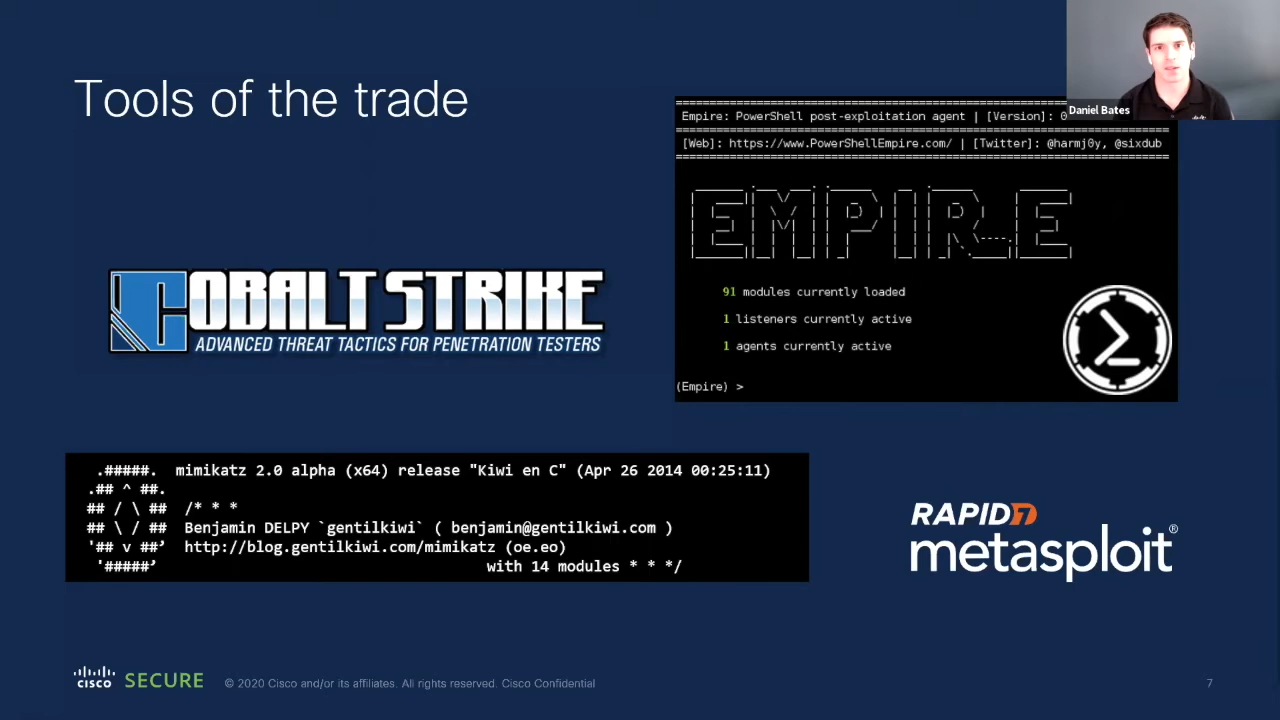 Tools of the trade
Daniel Bates
Empire: PowerShell post-exploitation agent | [Version]: 0
[Web]: https://www.PowerShellEmpire.com/ | [Twitter]: @harmj0y, @sixdub
EMPIRE
91 modules currently loaded
1 listeners currently active
1 agents currently active
(Empire) >
COBALT STRIKE
ADVANCED THREAT TACTICS FOR PENETRATION TESTERS
.#####.  mimikatz 2.0 alpha (x64) release "Kiwi en C" (Apr 26 2014 00:25:11)
.## ^ ##.
## / \ ##  /* * *
## \ / ##  Benjamin DELPY `gentilkiwi` ( benjamin@gentilkiwi.com )
'## v ##’  http://blog.gentilkiwi.com/mimikatz (oe.eo)
'#####’  with 14 modules * * */
RAPID7
metasploit®
CISCO SECURE © 2020 Cisco and/or its affiliates. All rights reserved. Cisco Confidential
7